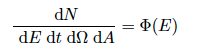 dN / dE dt dΩ dA = Φ(E)